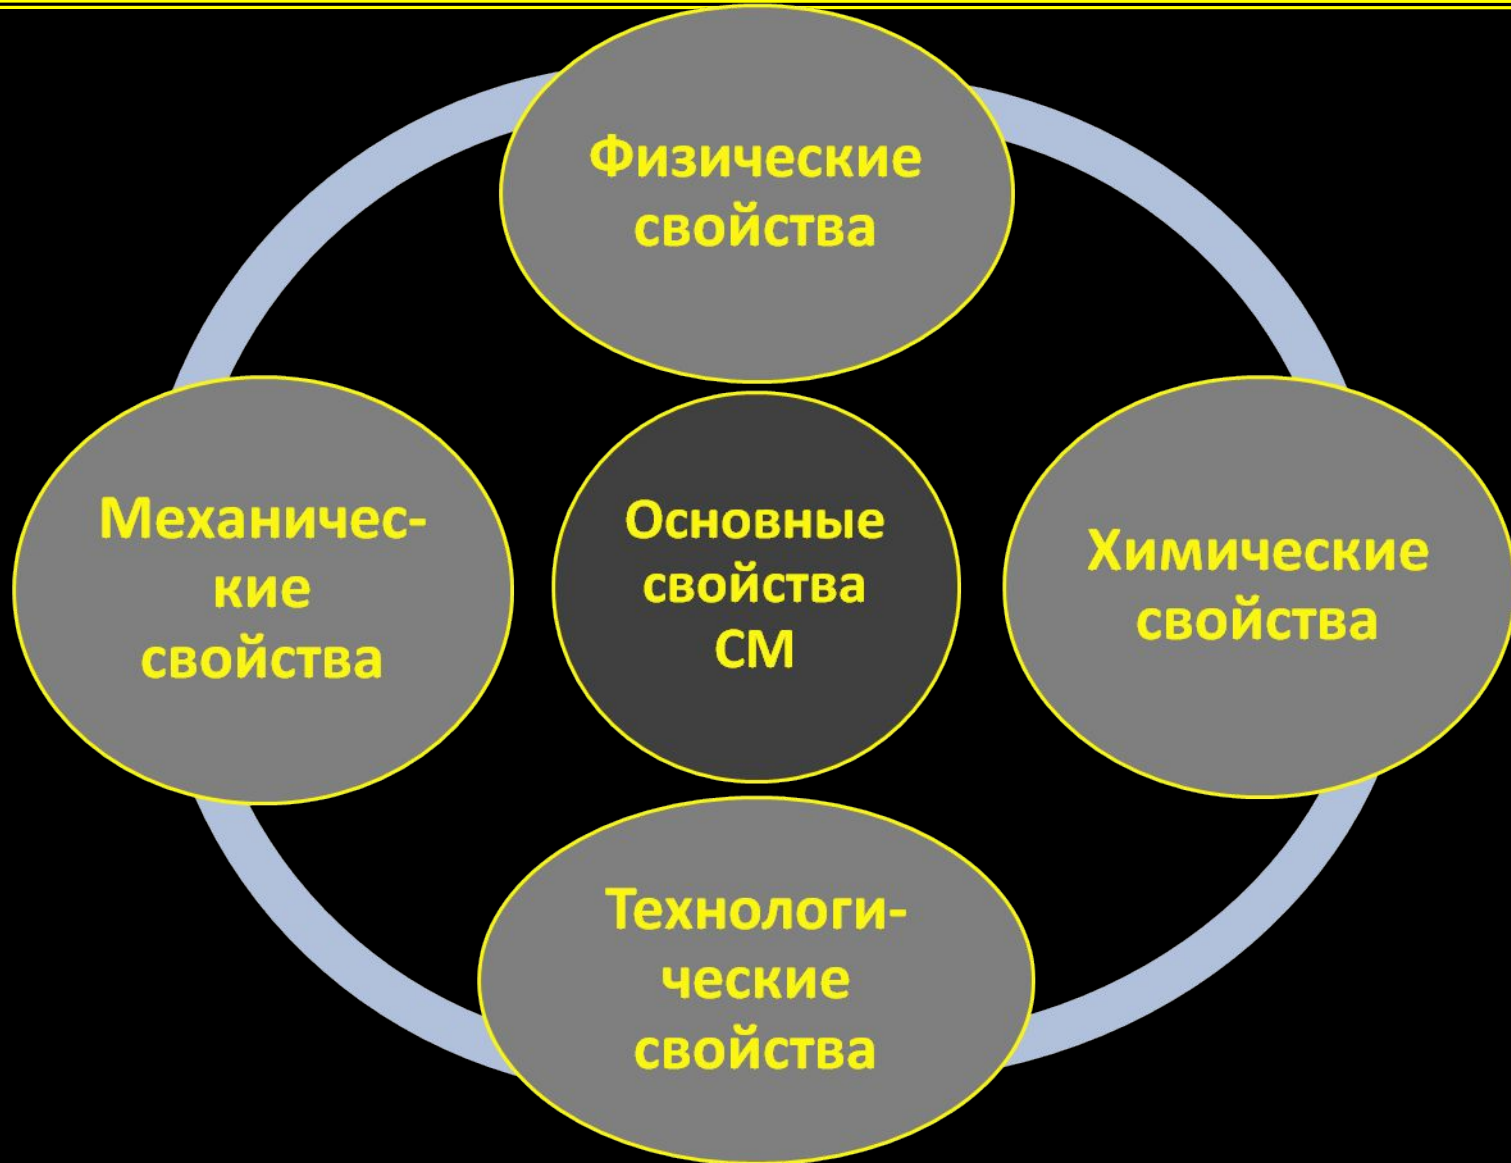 Физические
свойства
Механичес-
кие
свойства
Основные
свойства
СМ
Химические
свойства
Технологи-
ческие
свойства